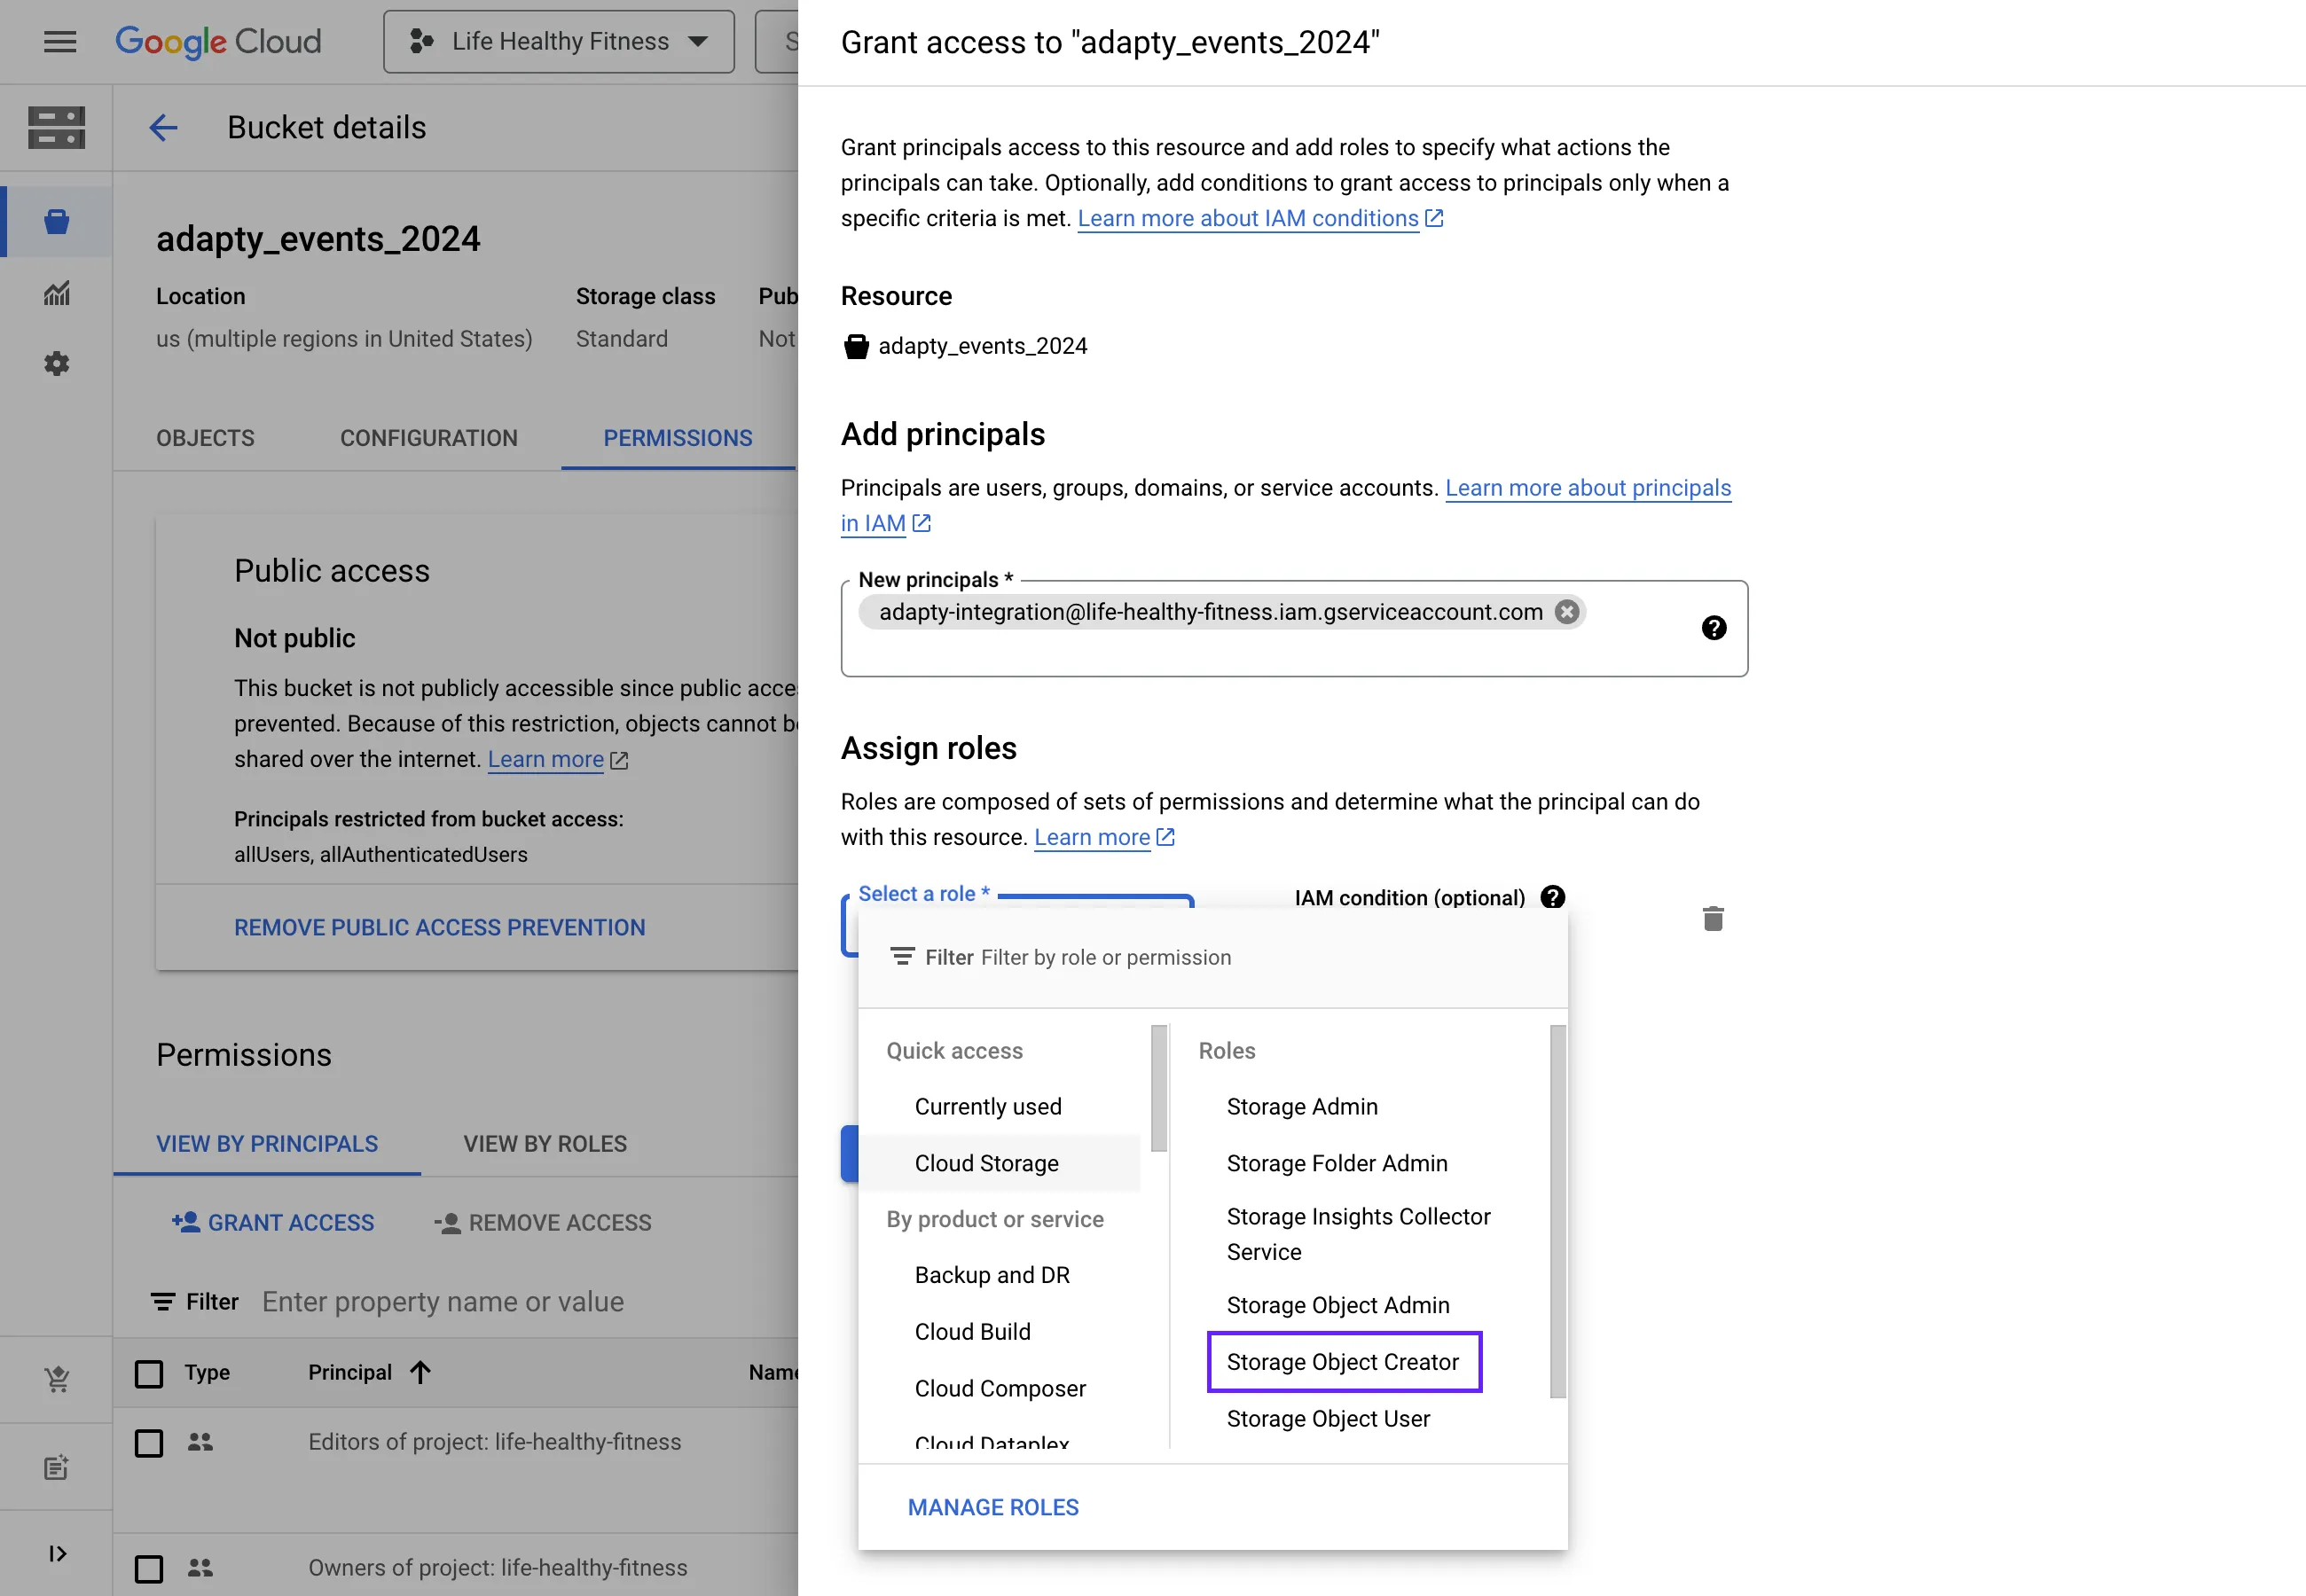 Google Cloud
Life Healthy Fitness
S
Bucket details
adapty_events_2024
Location
Storage class
Pub
us (multiple regions in United States)
Standard
Not
OBJECTS
CONFIGURATION
PERMISSIONS
Public access
Not public
This bucket is not publicly accessible since public acce
prevented. Because of this restriction, objects cannot b
shared over the internet. Learn more
Principals restricted from bucket access:
allUsers, allAuthenticatedUsers
REMOVE PUBLIC ACCESS PREVENTION
Permissions
VIEW BY PRINCIPALS
VIEW BY ROLES
GRANT ACCESS
REMOVE ACCESS
Filter Enter property name or value
Type
Principal
Name
Editors of project: life-healthy-fitness
Owners of project: life-healthy-fitness
Grant access to "adapty_events_2024"
Grant principals access to this resource and add roles to specify what actions the
principals can take. Optionally, add conditions to grant access to principals only when a
specific criteria is met. Learn more about IAM conditions
Resource
adapty_events_2024
Add principals
Principals are users, groups, domains, or service accounts. Learn more about principals
in IAM
New principals *
adapty-integration@life-healthy-fitness.iam.gserviceaccount.com
Assign roles
Roles are composed of sets of permissions and determine what the principal can do
with this resource. Learn more
Select a role *
IAM condition (optional)
Filter Filter by role or permission
Quick access
Currently used
Cloud Storage
By product or service
Backup and DR
Cloud Build
Cloud Composer
Cloud Dataplex
Roles
Storage Admin
Storage Folder Admin
Storage Insights Collector
Service
Storage Object Admin
Storage Object Creator
Storage Object User
MANAGE ROLES